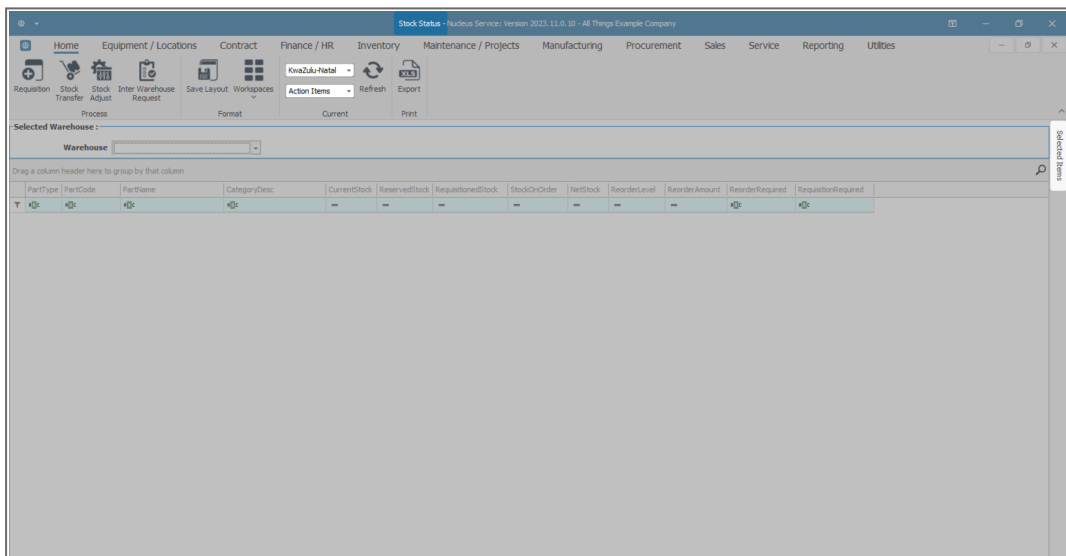 Stock Status - Nucleus Service: Version 2023.11.0.10 - All Things Example Company
Home Equipment / Locations Contract Finance / HR Inventory Maintenance / Projects Manufacturing Procurement Sales Service Reporting Utilities
KwaZulu-Natal
Action Items
Requisition Stock Transfer Stock Adjust Inter Warehouse Request Save Layout Workspaces Refresh XLS Export
Process Format Current Print
Selected Warehouse :
Warehouse
Selected Items
Drag a column header here to group by that column
PartType PartCode PartName CategoryDesc CurrentStock ReservedStock RequisitionedStock StockOnOrder NetStock ReorderLevel ReorderAmount ReorderRequired RequisitionRequired